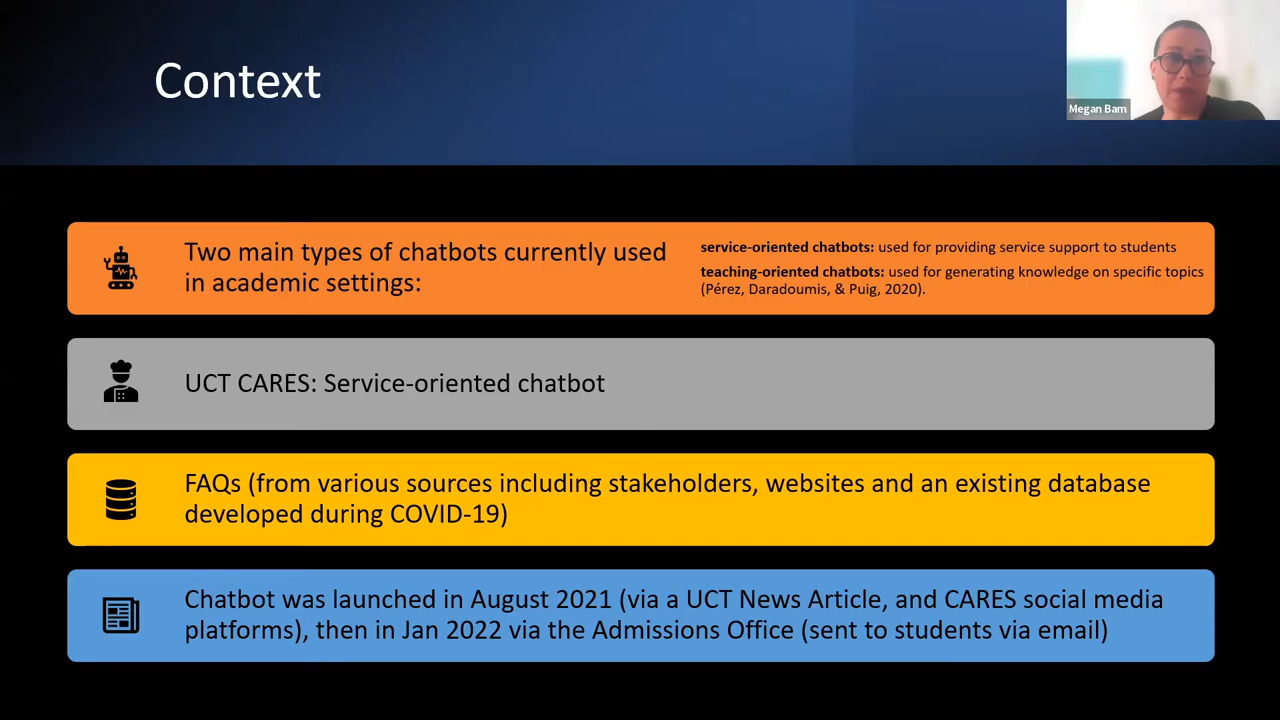 Context
Megan Bam
Two main types of chatbots currently used
in academic settings:
service-oriented chatbots: used for providing service support to students
teaching-oriented chatbots: used for generating knowledge on specific topics
(Pérez, Daradoumis, & Puig, 2020).
UCT CARES: Service-oriented chatbot
FAQs (from various sources including stakeholders, websites and an existing database
developed during COVID-19)
Chatbot was launched in August 2021 (via a UCT News Article, and CARES social media
platforms), then in Jan 2022 via the Admissions Office (sent to students via email)